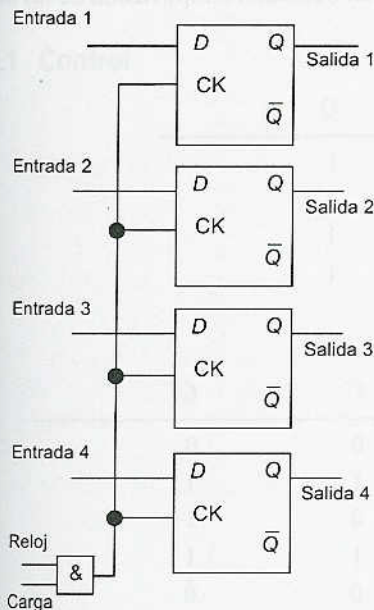 Entrada 1
D Q
Salida 1
CK
Q̅
Entrada 2
D Q
Salida 2
CK
Q̅
Entrada 3
D Q
Salida 3
CK
Q̅
Entrada 4
D Q
Salida 4
CK
Q̅
Reloj
&
Carga